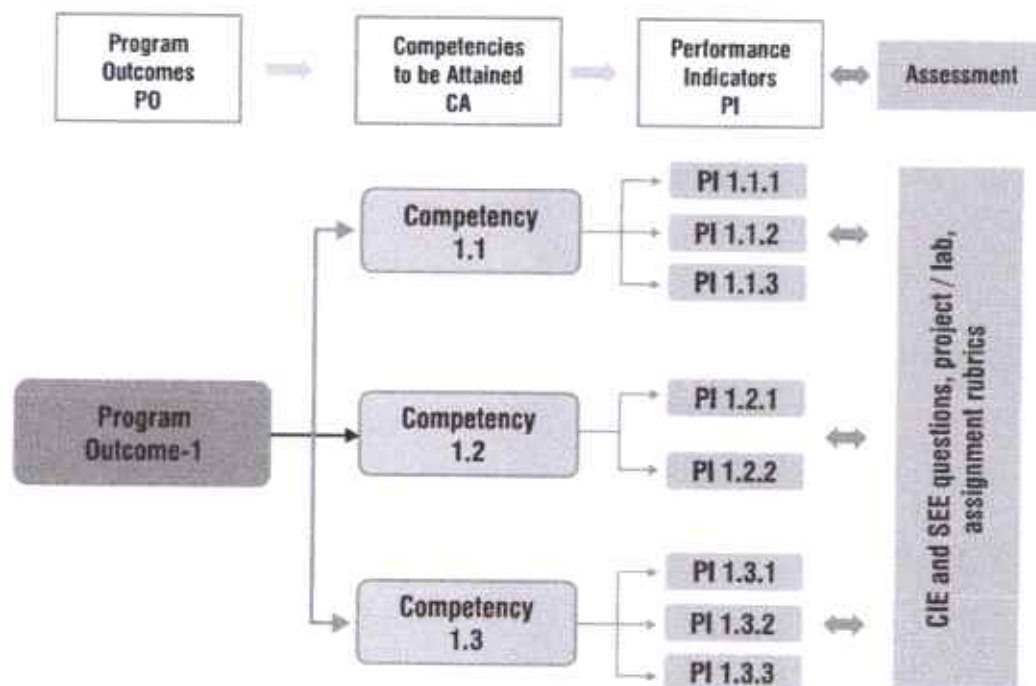 Program
Outcomes
PO
Competencies
to be Attained
CA
Performance
Indicators
PI
Assessment
Program
Outcome-1
Competency
1.1
PI 1.1.1
PI 1.1.2
PI 1.1.3
Competency
1.2
PI 1.2.1
PI 1.2.2
Competency
1.3
PI 1.3.1
PI 1.3.2
PI 1.3.3
CIE and SEE questions, project / lab,
assignment rubrics